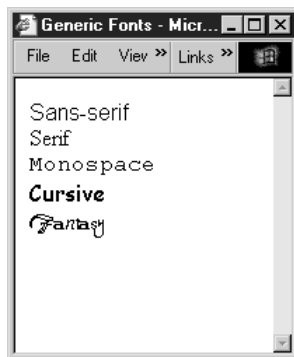 Generic Fonts - Micr...
File Edit View » Links »
Sans-serif
Serif
Monospace
Cursive
Fantasy